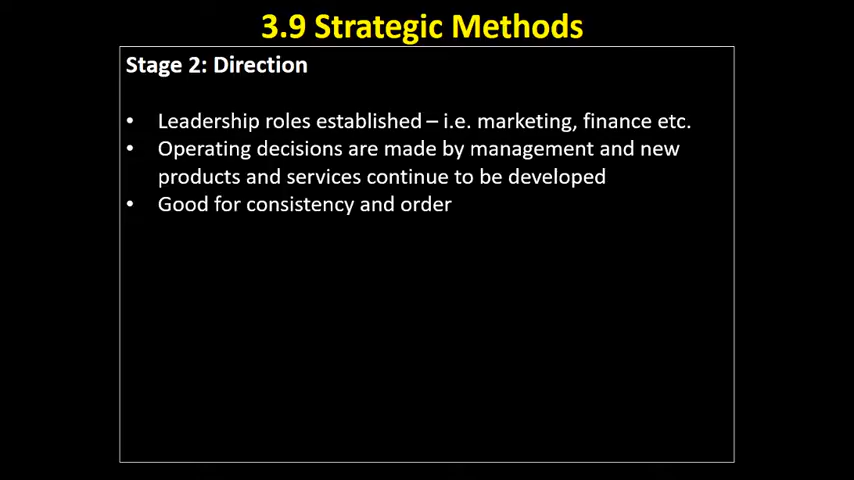 3.9 Strategic Methods
Stage 2: Direction
• Leadership roles established – i.e. marketing, finance etc.
• Operating decisions are made by management and new
products and services continue to be developed
• Good for consistency and order